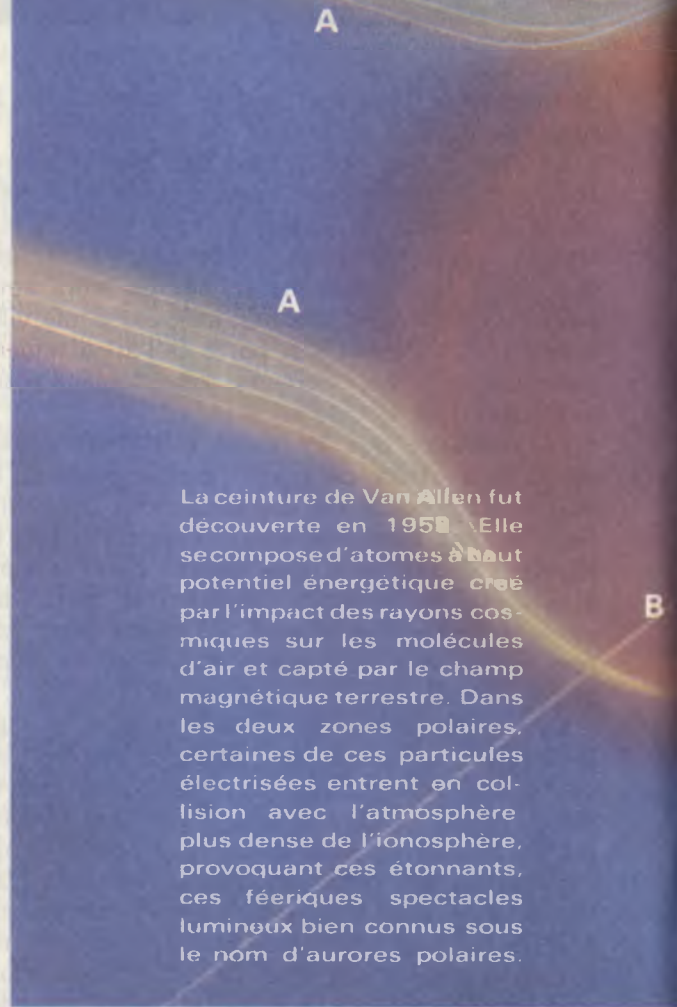 A
A
La ceinture de Van Allen fut
découverte en 1958. Elle
se compose d'atomes à haut
potentiel énergétique créé
par l'impact des rayons cos-
miques sur les molécules
d'air et capté par le champ
magnétique terrestre. Dans
les deux zones polaires,
certaines de ces particules
électrisées entrent en col-
lision avec l'atmosphère
plus dense de l'ionosphère,
provoquant ces étonnants,
ces féeriques spectacles
lumineux bien connus sous
le nom d'aurores polaires.
B